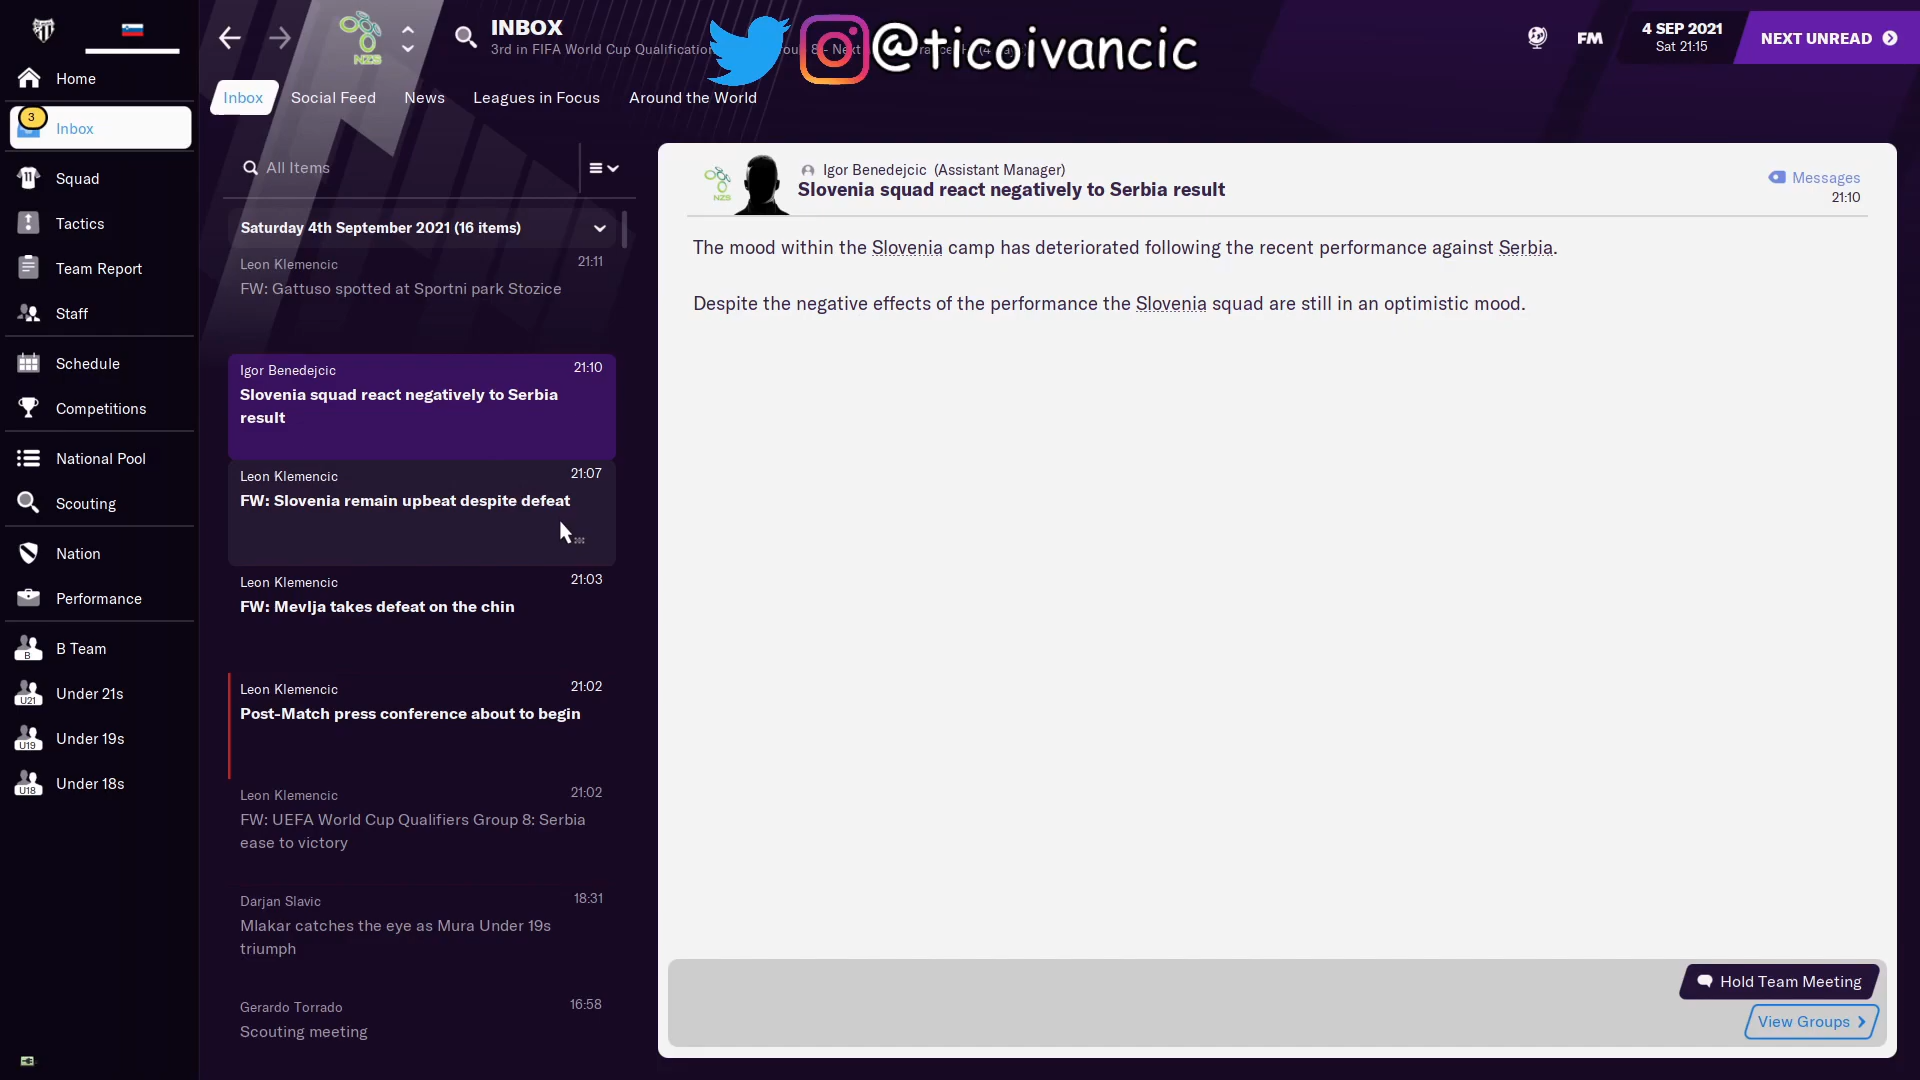 INBOX
3rd in FIFA World Cup Qualification
@ticoivancic
4 SEP 2021
Sat 21:15
FM
NEXT UNREAD
Home
3
Inbox
Squad
Tactics
Team Report
Staff
Schedule
Competitions
National Pool
Scouting
Nation
Performance
B Team
Under 21s
Under 19s
Under 18s
Inbox Social Feed News Leagues in Focus Around the World
All Items
Saturday 4th September 2021 (16 items)
Leon Klemencic 21:11
FW: Gattuso spotted at Sportni park Stozice
Igor Benedejcic 21:10
Slovenia squad react negatively to Serbia
result
Leon Klemencic 21:07
FW: Slovenia remain upbeat despite defeat
Leon Klemencic 21:03
FW: Mevlja takes defeat on the chin
Leon Klemencic 21:02
Post-Match press conference about to begin
Leon Klemencic 21:02
FW: UEFA World Cup Qualifiers Group 8: Serbia
ease to victory
Darjan Slavic 18:31
Mlakar catches the eye as Mura Under 19s
triumph
Gerardo Torrado 16:58
Scouting meeting
NZS
Igor Benedejcic (Assistant Manager)
Slovenia squad react negatively to Serbia result
Messages
21:10
The mood within the Slovenia camp has deteriorated following the recent performance against Serbia.
Despite the negative effects of the performance the Slovenia squad are still in an optimistic mood.
Hold Team Meeting
View Groups